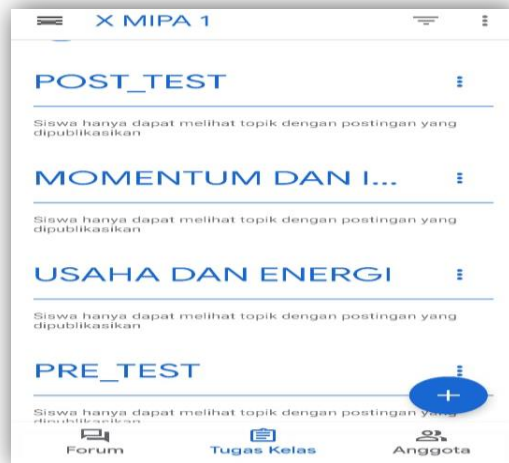 X MIPA 1
POST_TEST
Siswa hanya dapat melihat topik dengan postingan yang
dipublikasikan
MOMENTUM DAN I...
Siswa hanya dapat melihat topik dengan postingan yang
dipublikasikan
USAHA DAN ENERGI
Siswa hanya dapat melihat topik dengan postingan yang
dipublikasikan
PRE_TEST
Siswa hanya dapat melihat topik dengan postingan yang
dipublikasikan
Forum
Tugas Kelas
Anggota